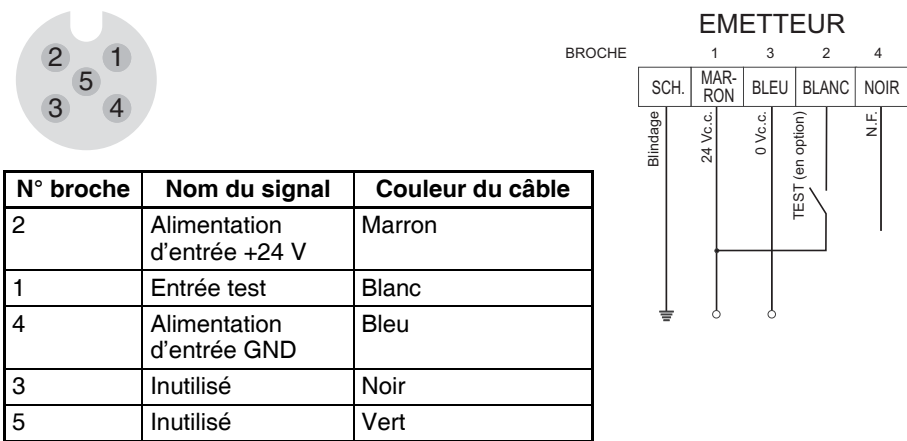 2 1
5
3 4
N° broche Nom du signal Couleur du câble
2 Alimentation d'entrée +24 V Marron
1 Entrée test Blanc
4 Alimentation d'entrée GND Bleu
3 Inutilisé Noir
5 Inutilisé Vert
EMETTEUR
BROCHE 1 3 2 4
SCH. MAR-RON BLEU BLANC NOIR
Blindage
24 Vc.c.
0 Vc.c.
TEST (en option)
N.F.